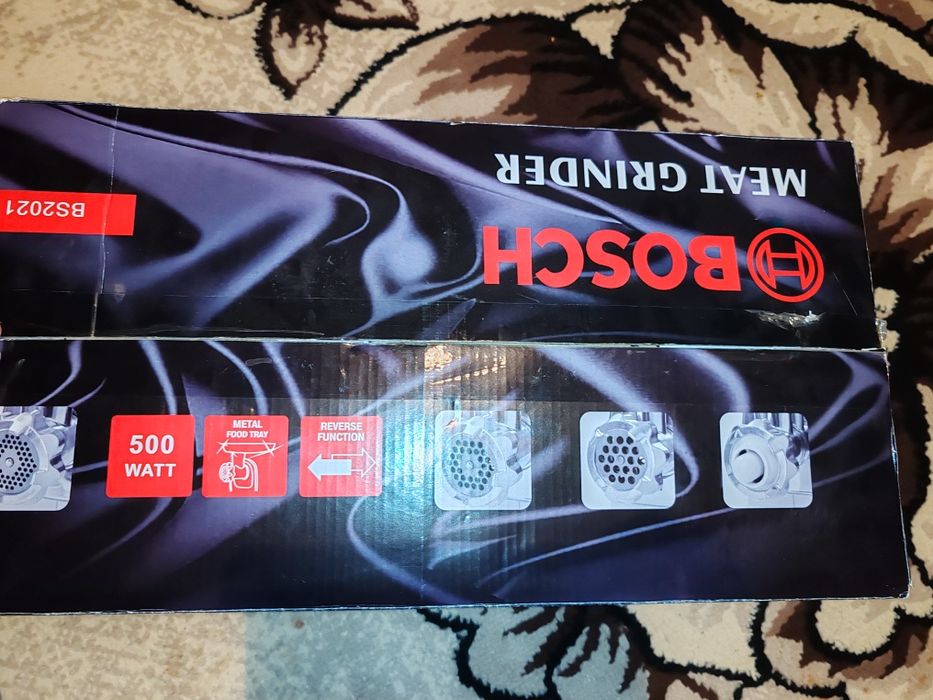 MEAT GRINDER
BOSCH
BS2021
500
WATT
METAL
FOOD TRAY
REVERSE
FUNCTION